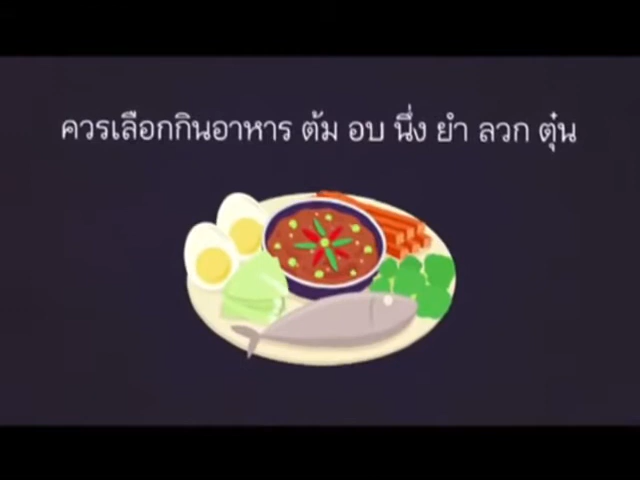 ควรเลือกกินอาหาร ต้ม อบ นึ่ง ยำ ลวก ตุ๋น